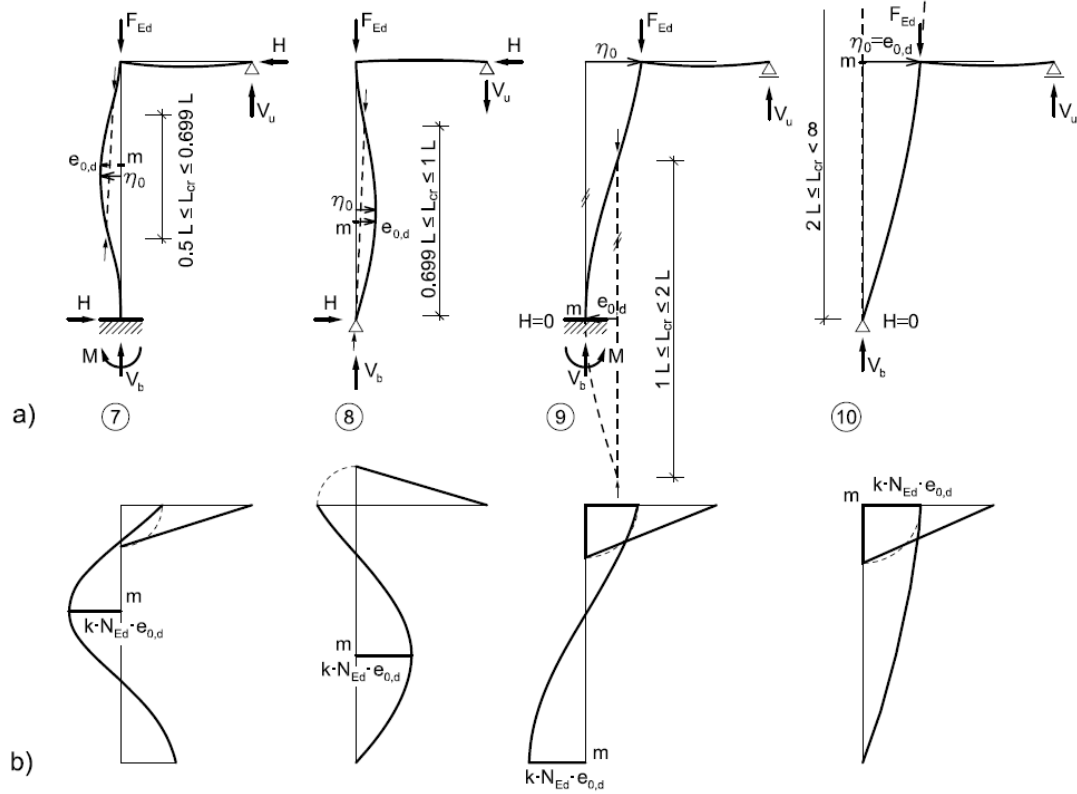 a)
F_Ed
H
V_u
e_0,d
m
η_0
0.5 L ≤ L_cr ≤ 0.699 L
H
M
V_b
7
F_Ed
H
V_u
η_0
m
e_0,d
0.699 L ≤ L_cr ≤ 1 L
H
V_b
8
F_Ed
η_0
V_u
m
e_0,d
H=0
M
V_b
1 L ≤ L_cr ≤ 2 L
9
F_Ed
η_0=e_0,d
m
V_u
2 L ≤ L_cr < 8
H=0
V_b
10
b)
m
k·N_Ed·e_0,d
m
k·N_Ed·e_0,d
m
k·N_Ed·e_0,d
m
k·N_Ed·e_0,d